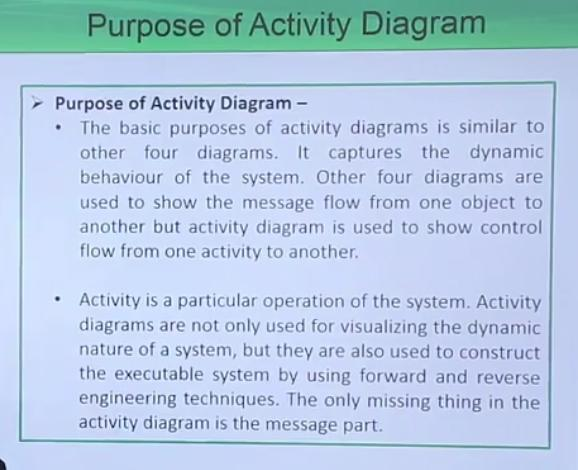 Purpose of Activity Diagram
➢ Purpose of Activity Diagram –
• The basic purposes of activity diagrams is similar to
other four diagrams. It captures the dynamic
behaviour of the system. Other four diagrams are
used to show the message flow from one object to
another but activity diagram is used to show control
flow from one activity to another.
• Activity is a particular operation of the system. Activity
diagrams are not only used for visualizing the dynamic
nature of a system, but they are also used to construct
the executable system by using forward and reverse
engineering techniques. The only missing thing in the
activity diagram is the message part.